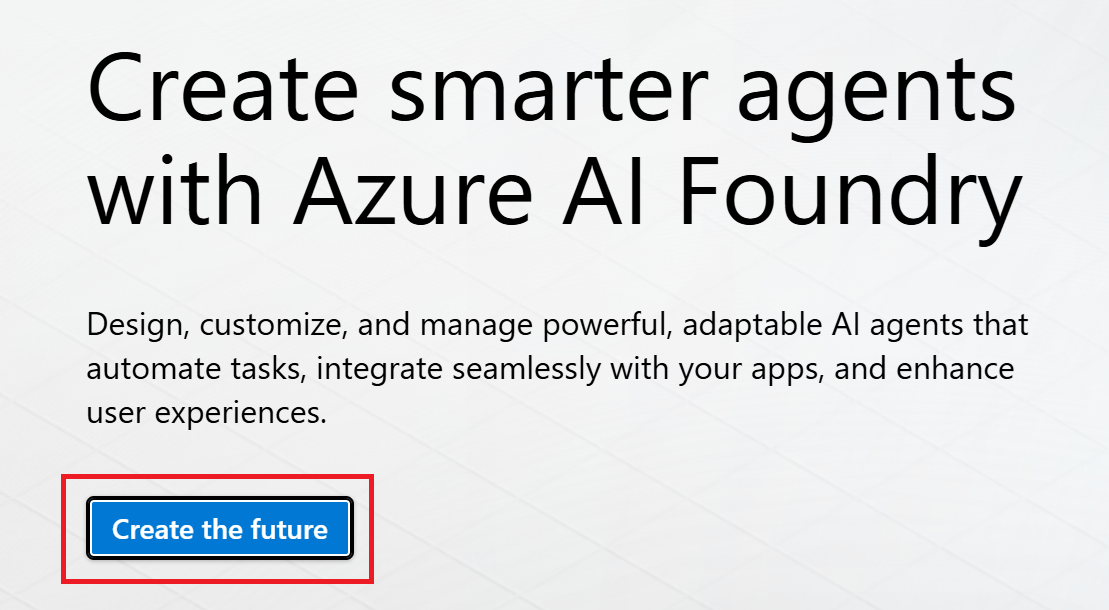 Create smarter agents
with Azure AI Foundry
Design, customize, and manage powerful, adaptable AI agents that
automate tasks, integrate seamlessly with your apps, and enhance
user experiences.
Create the future